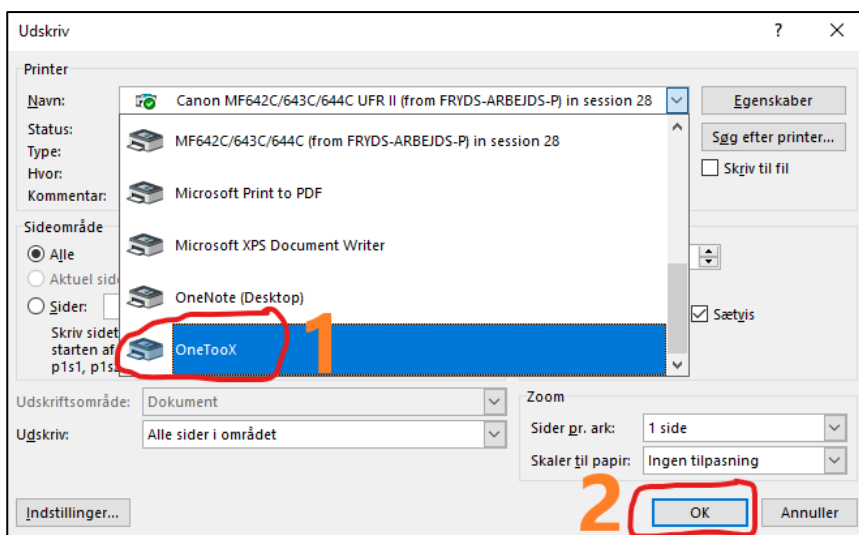 Udskriv
?
Printer
Navn:
Canon MF642C/643C/644C UFR II (from FRYDS-ARBEJDS-P) in session 28
Egenskaber
Status:
MF642C/643C/644C (from FRYDS-ARBEJDS-P) in session 28
Søg efter printer...
Type:
Hvor:
Skriv til fil
Kommentar:
Microsoft Print to PDF
Sideområde
Microsoft XPS Document Writer
Alle
Aktuel sid
OneNote (Desktop)
Sider:
Sætvis
Skriv sidet
starten af
p1s1, p1s
OneTooX
1
Udskriftsområde:
Dokument
Zoom
Udskriv:
Alle sider i området
Sider pr. ark:
1 side
Skaler til papir:
Ingen tilpasning
2
Indstillinger...
OK
Annuller